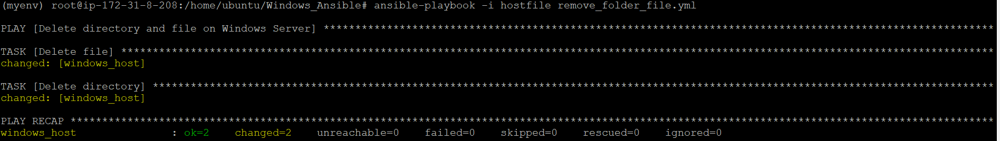 (myenv) root@ip-172-31-8-208:/home/ubuntu/Windows_Ansible# ansible-playbook -i hostfile remove_folder_file.yml
PLAY [Delete directory and file on Windows Server] **********************************************************************************************************
TASK [Delete file] ******************************************************************************************************************************************
changed: [windows_host]
TASK [Delete directory] *************************************************************************************************************************************
changed: [windows_host]
PLAY RECAP **************************************************************************************************************************************************
windows_host               : ok=2    changed=2    unreachable=0    failed=0    skipped=0    rescued=0    ignored=0